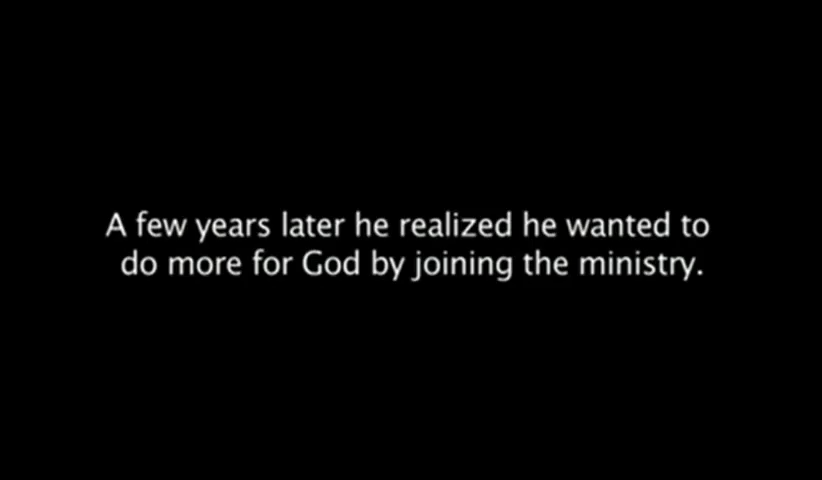 A few years later he realized he wanted to
do more for God by joining the ministry.